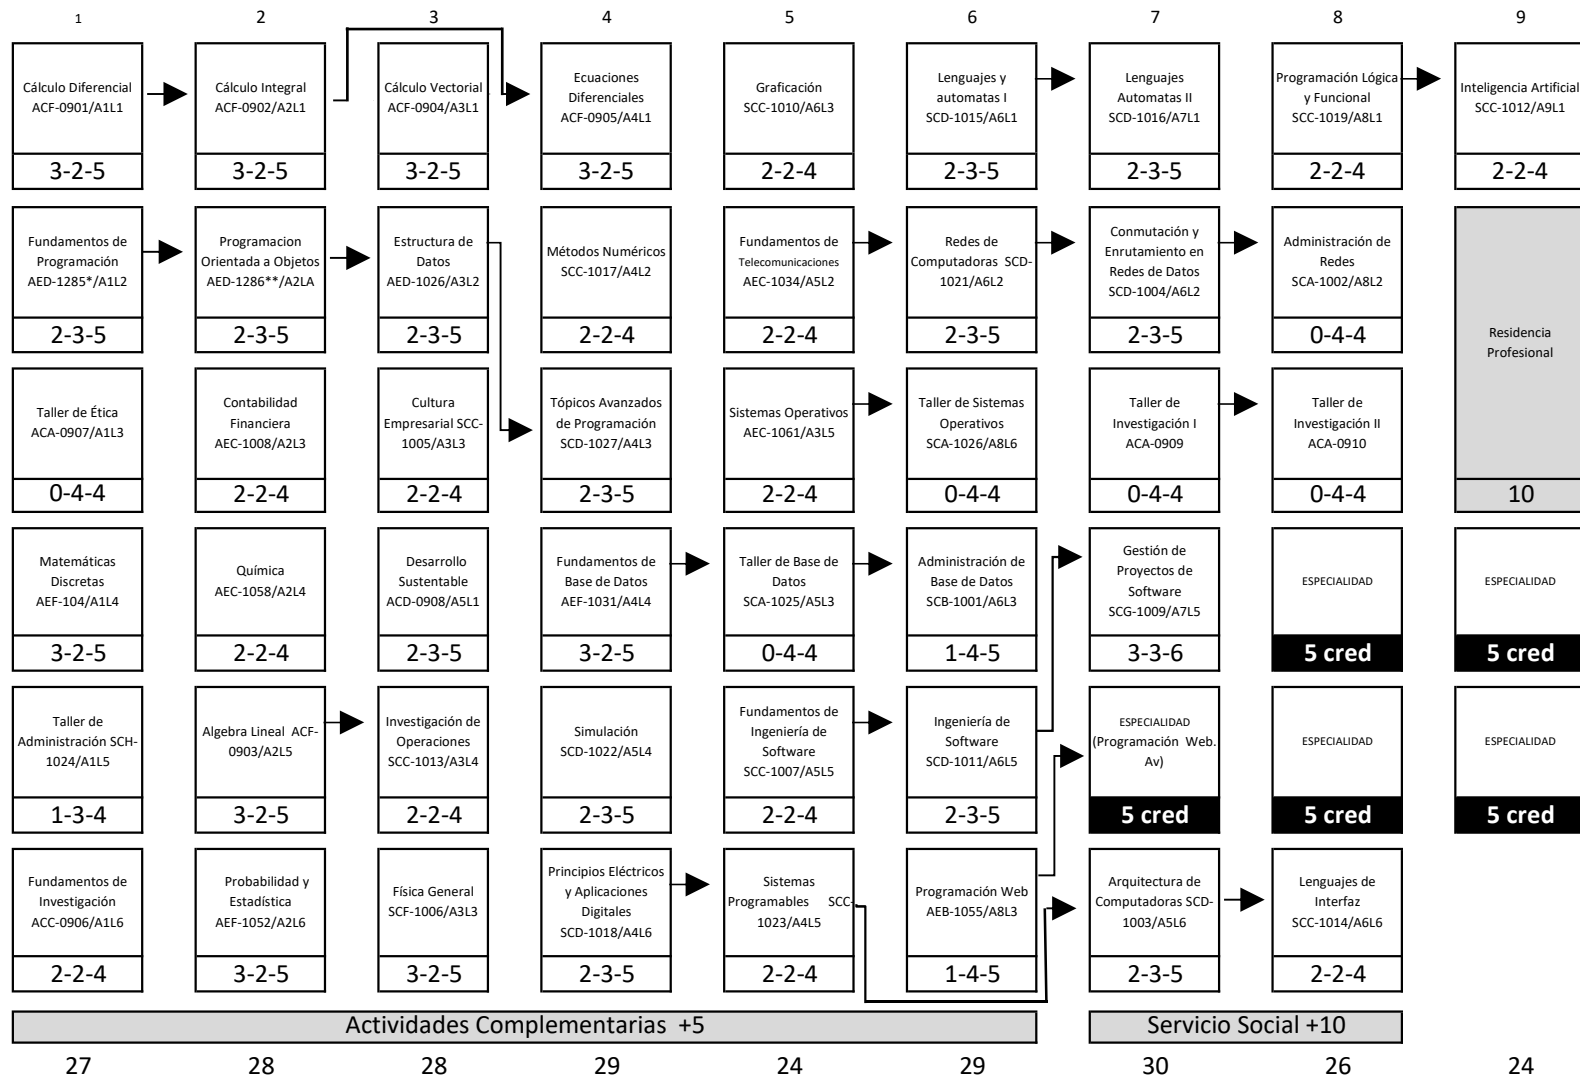 1 2 3 4 5 6 7 8 9
Cálculo Diferencial
ACF-0901/A1L1
3-2-5
Cálculo Integral
ACF-0902/A2L1
3-2-5
Cálculo Vectorial
ACF-0904/A3L1
3-2-5
Ecuaciones
Diferenciales
ACF-0905/A4L1
3-2-5
Graficación
SCC-1010/A6L3
2-2-4
Lenguajes y
automatas I
SCD-1015/A6L1
2-3-5
Lenguajes
Automatas II
SCD-1016/A7L1
2-3-5
Programación Lógica
y Funcional
SCC-1019/A8L1
2-2-4
Inteligencia Artificial
SCC-1012/A9L1
2-2-4
Fundamentos de
Programación
AED-1285*/A1L2
2-3-5
Programacion
Orientada a Objetos
AED-1286**/A2LA
2-3-5
Estructura de
Datos
AED-1026/A3L2
2-3-5
Métodos Numéricos
SCC-1017/A4L2
2-2-4
Fundamentos de
Telecomunicaciones
AEC-1034/A5L2
2-2-4
Redes de
Computadoras SCD-
1021/A6L2
2-3-5
Conmutación y
Enrutamiento en
Redes de Datos
SCD-1004/A6L2
2-3-5
Administración de
Redes
SCA-1002/A8L2
0-4-4
Residencia
Profesional
10
Taller de Ética
ACA-0907/A1L3
0-4-4
Contabilidad
Financiera
AEC-1008/A2L3
2-2-4
Cultura
Empresarial SCC-
1005/A3L3
2-2-4
Tópicos Avanzados
de Programación
SCD-1027/A4L3
2-3-5
Sistemas Operativos
AEC-1061/A3L5
2-2-4
Taller de Sistemas
Operativos
SCA-1026/A8L6
0-4-4
Taller de
Investigación I
ACA-0909
0-4-4
Taller de
Investigación II
ACA-0910
0-4-4
Matemáticas
Discretas
AEF-104/A1L4
3-2-5
Química
AEC-1058/A2L4
2-2-4
Desarrollo
Sustentable
ACD-0908/A5L1
2-3-5
Fundamentos de
Base de Datos
AEF-1031/A4L4
3-2-5
Taller de Base de
Datos
SCA-1025/A5L3
0-4-4
Administración de
Base de Datos
SCB-1001/A6L3
1-4-5
Gestión de
Proyectos de
Software
SCG-1009/A7L5
3-3-6
ESPECIALIDAD
5 cred
ESPECIALIDAD
5 cred
Taller de
Administración SCH-
1024/A1L5
1-3-4
Algebra Lineal ACF-
0903/A2L5
3-2-5
Investigación de
Operaciones
SCC-1013/A3L4
2-2-4
Simulación
SCD-1022/A5L4
2-3-5
Fundamentos de
Ingeniería de
Software
SCC-1007/A5L5
2-2-4
Ingeniería de
Software
SCD-1011/A6L5
2-3-5
ESPECIALIDAD
(Programación Web.
Av)
5 cred
ESPECIALIDAD
5 cred
ESPECIALIDAD
5 cred
Fundamentos de
Investigación
ACC-0906/A1L6
2-2-4
Probabilidad y
Estadística
AEF-1052/A2L6
3-2-5
Física General
SCF-1006/A3L3
3-2-5
Principios Eléctricos
y Aplicaciones
Digitales
SCD-1018/A4L6
2-3-5
Sistemas
Programables SCC-
1023/A4L5
2-2-4
Programación Web
AEB-1055/A8L3
1-4-5
Arquitectura de
Computadoras SCD-
1003/A5L6
2-3-5
Lenguajes de
Interfaz
SCC-1014/A6L6
2-2-4
Actividades Complementarias +5
Servicio Social +10
27 28 28 29 24 29 30 26 24